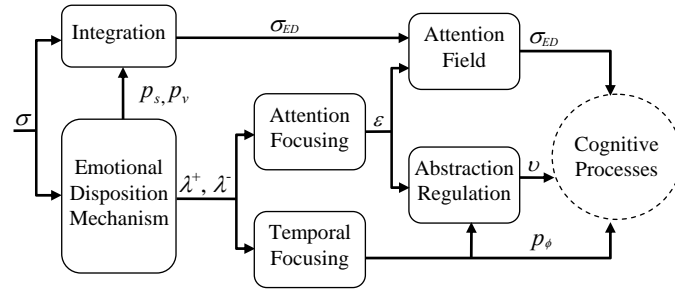 Integration
σ_ED
Attention
Field
σ_ED
p_s, p_v
σ
Attention
Focusing
ε
Emotional
Disposition
Mechanism
λ⁺, λ⁻
Abstraction
Regulation
υ
Cognitive
Processes
Temporal
Focusing
p_ϕ